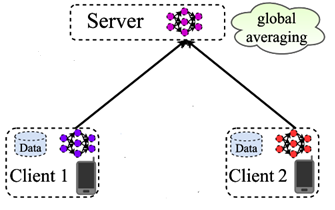 Server
global
averaging
Data
Client 1
Data
Client 2